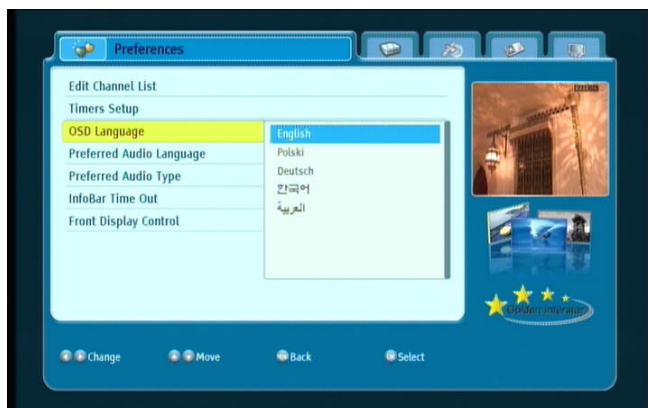 Preferences
Edit Channel List
Timers Setup
OSD Language
Preferred Audio Language
Preferred Audio Type
InfoBar Time Out
Front Display Control
English
Polski
Deutsch
한국어
العربية
Golden Interstar
Change
Move
Back
Select